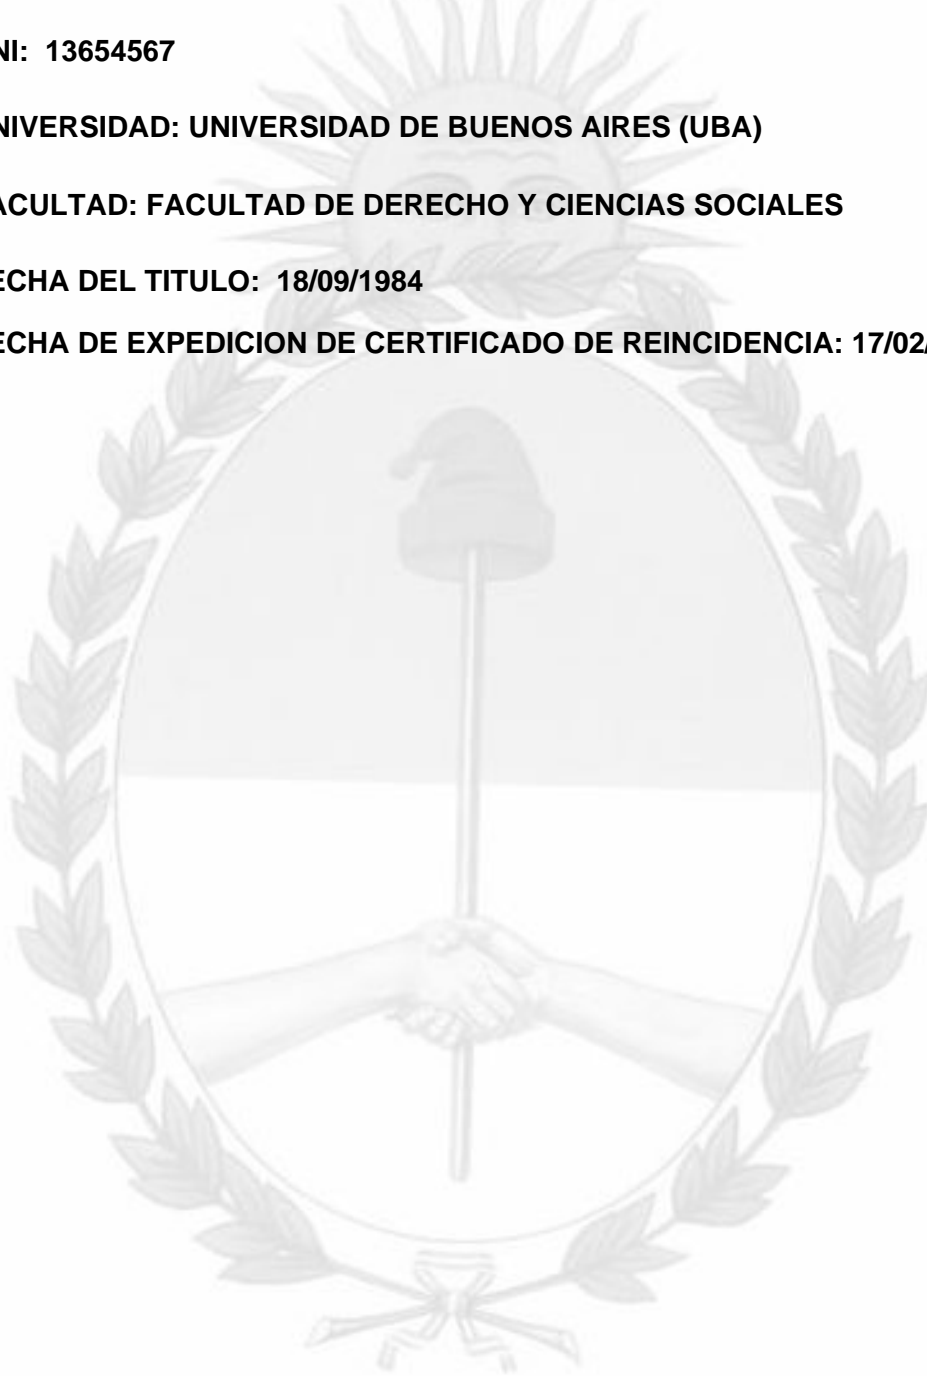 NI: 13654567
NIVERSIDAD: UNIVERSIDAD DE BUENOS AIRES (UBA)
ACULTAD: FACULTAD DE DERECHO Y CIENCIAS SOCIALES
ECHA DEL TITULO: 18/09/1984
ECHA DE EXPEDICION DE CERTIFICADO DE REINCIDENCIA: 17/02/